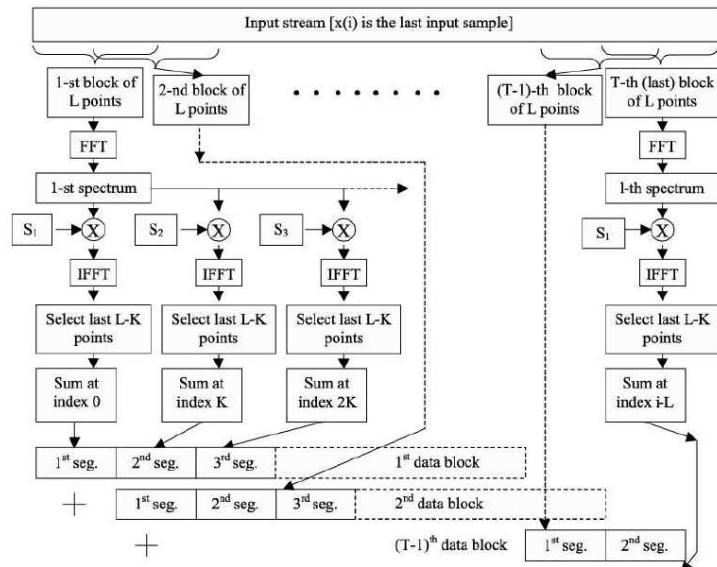 Input stream [x(i) is the last input sample]
1-st block of
L points
2-nd block of
L points
(T-1)-th block
of L points
T-th (last) block
of L points
FFT
FFT
1-st spectrum
l-th spectrum
S1
X
S2
X
S3
X
S1
X
IFFT
IFFT
IFFT
IFFT
Select last L-K
points
Select last L-K
points
Select last L-K
points
Select last L-K
points
Sum at
index 0
Sum at
index K
Sum at
index 2K
Sum at
index i-L
1st seg.
2nd seg.
3rd seg.
1st data block
+
1st seg.
2nd seg.
3rd seg.
2nd data block
+
(T-1)th data block
1st seg.
2nd seg.